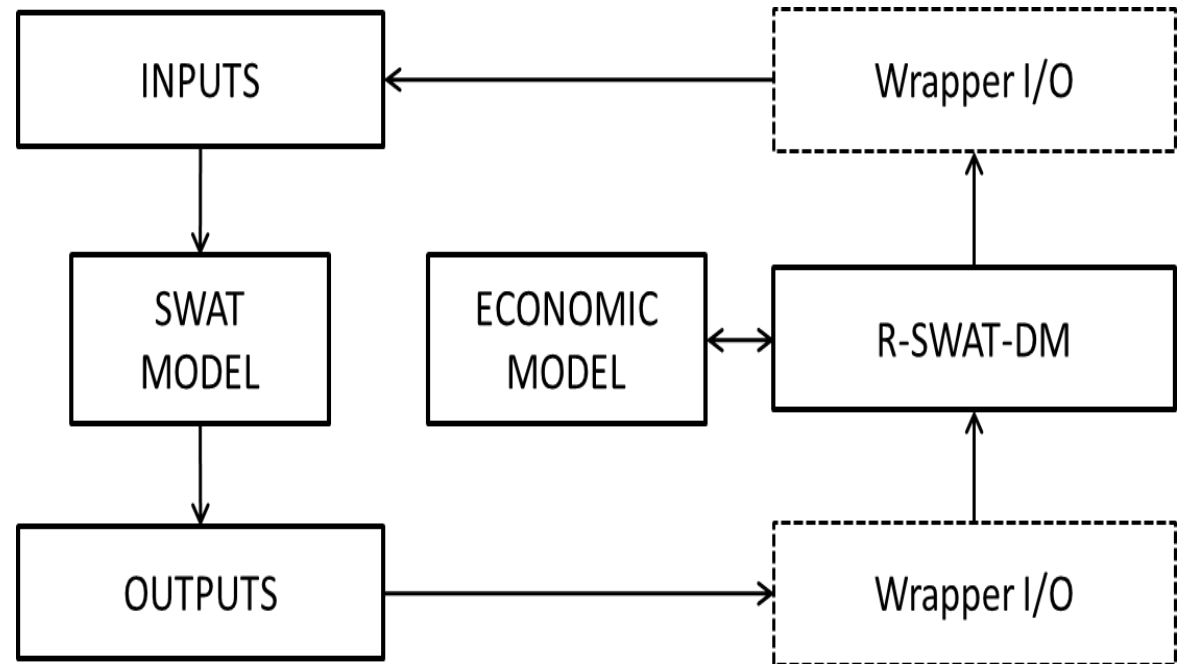 INPUTS
Wrapper I/O
SWAT
MODEL
ECONOMIC
MODEL
R-SWAT-DM
OUTPUTS
Wrapper I/O